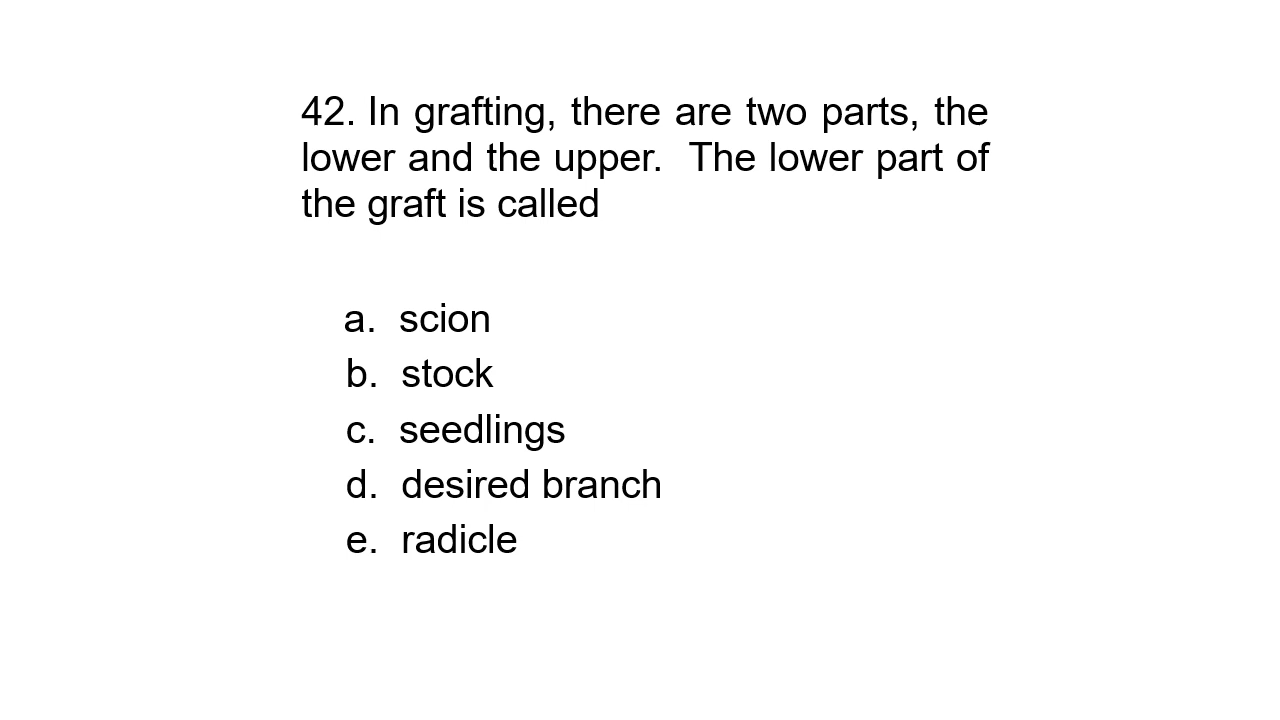 42. In grafting, there are two parts, the
lower and the upper.  The lower part of
the graft is called
a.  scion
b.  stock
c.  seedlings
d.  desired branch
e.  radicle